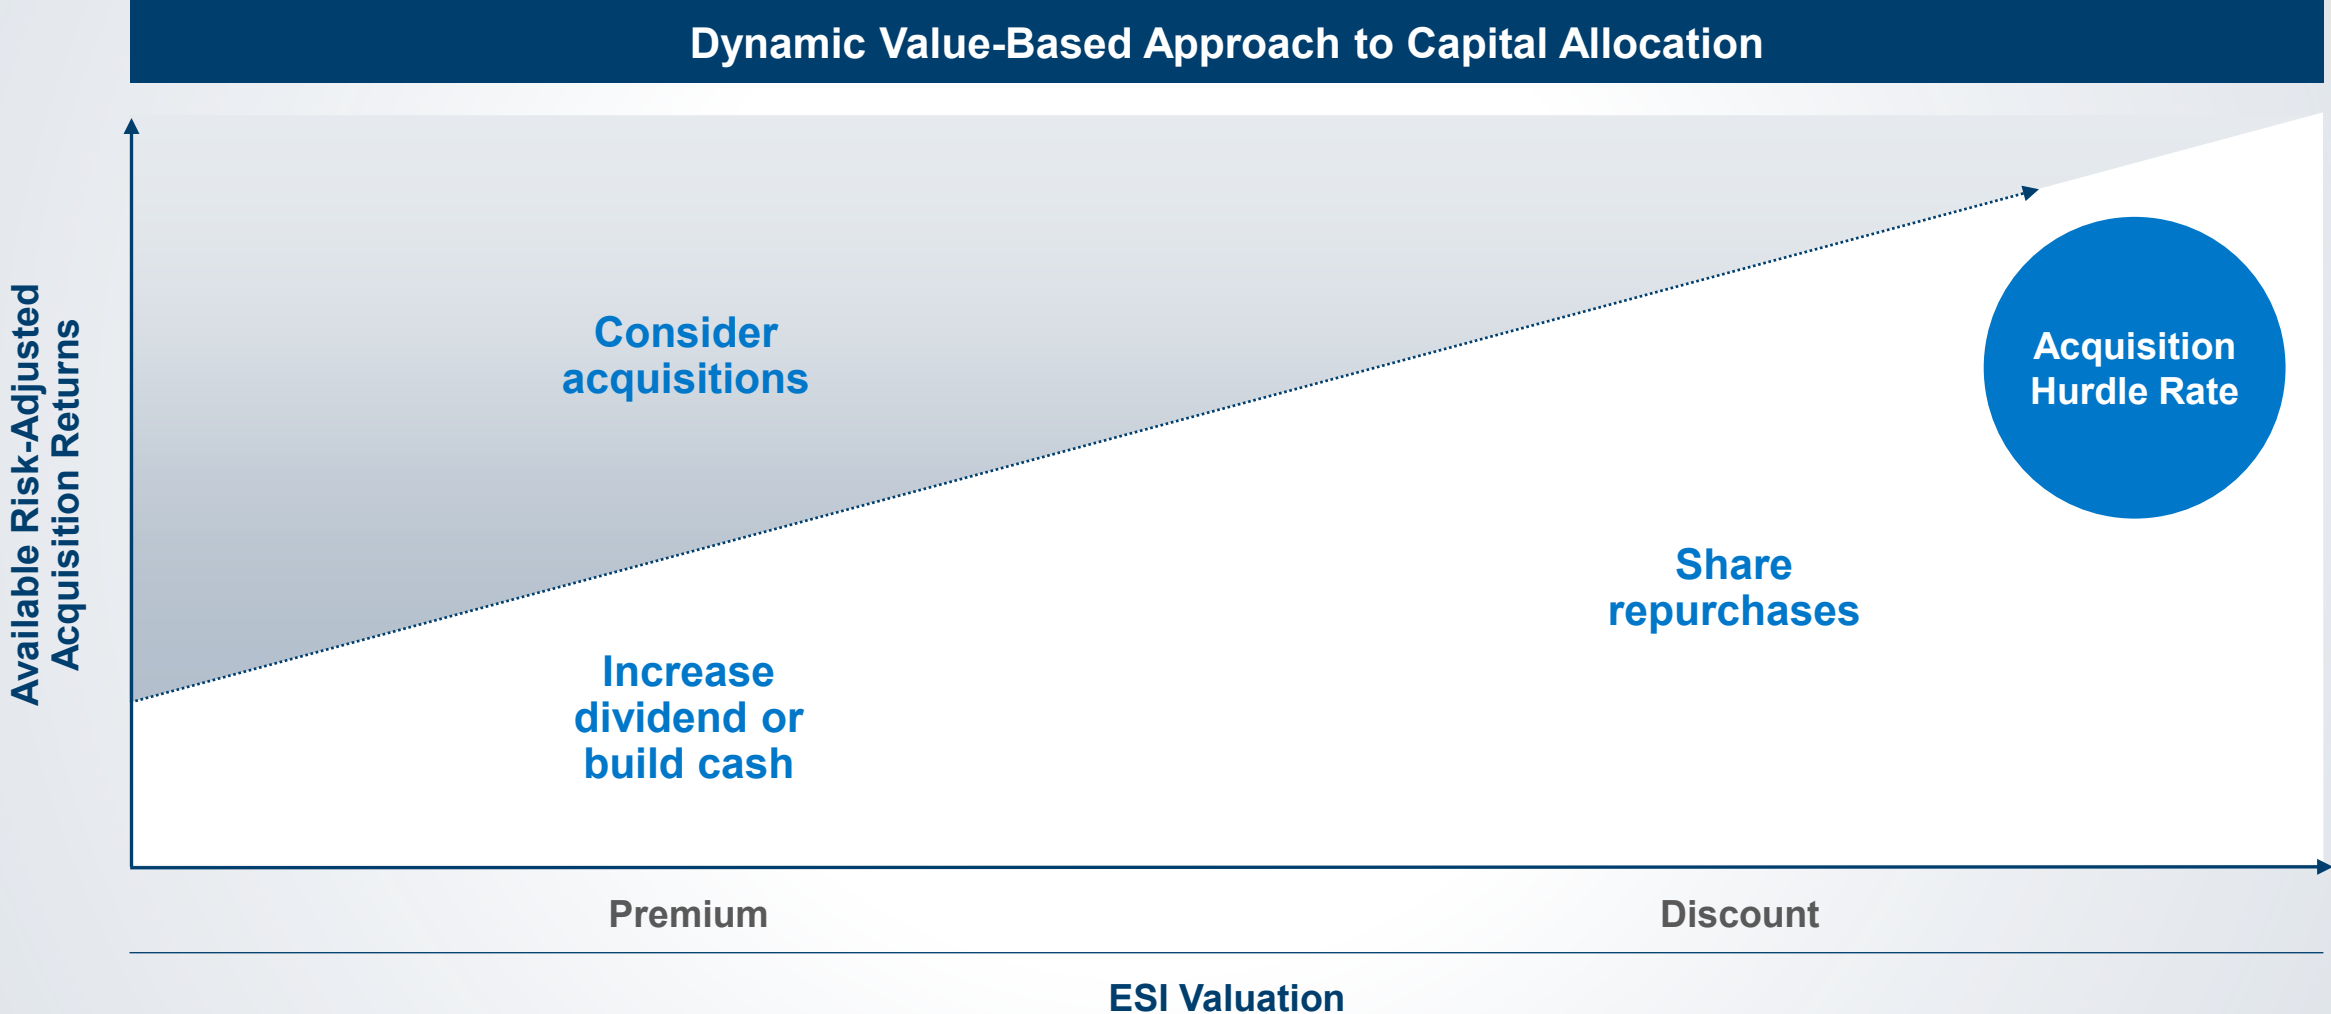 Dynamic Value-Based Approach to Capital Allocation
Available Risk-Adjusted
Acquisition Returns
Consider
acquisitions
Acquisition
Hurdle Rate
Share
repurchases
Increase
dividend or
build cash
Premium
Discount
ESI Valuation